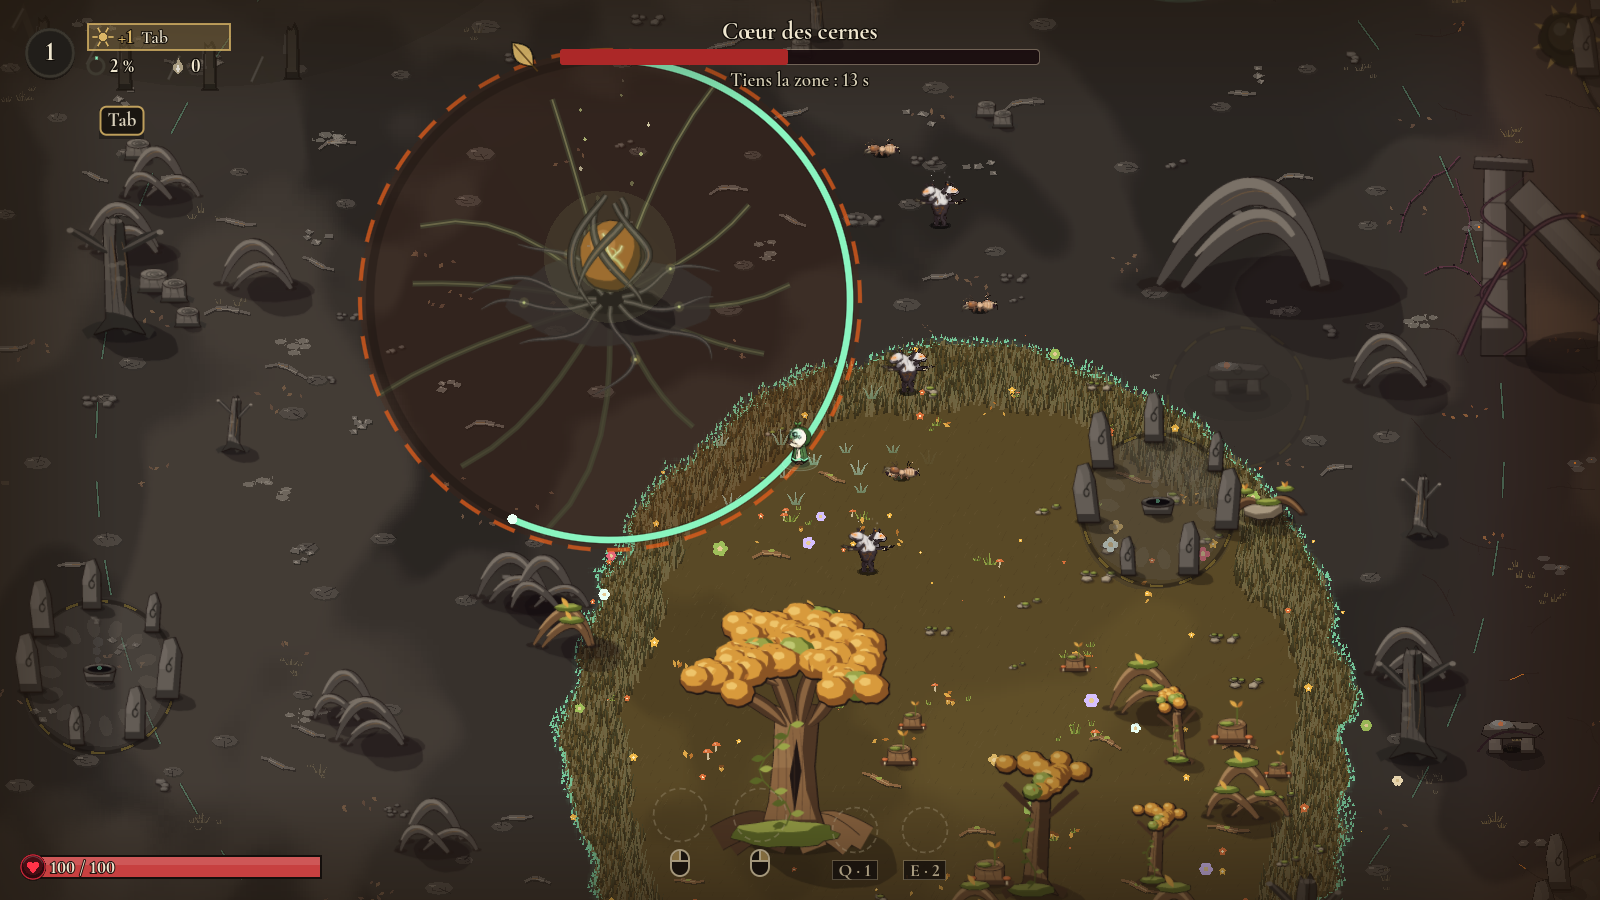 Cœur des cernes
Tiens la zone : 13 s
1
+1 Tab
2 %
0
Tab
100 / 100
Q · 1
E · 2